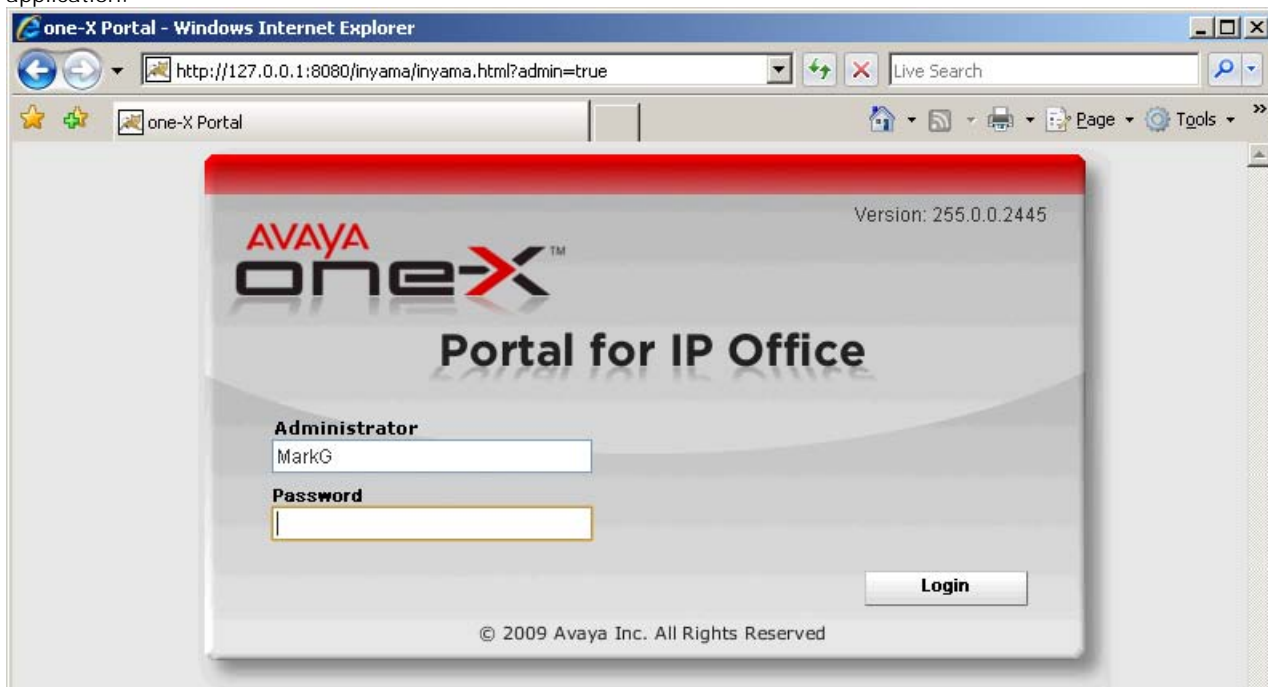 application.
one-X Portal - Windows Internet Explorer
http://127.0.0.1:8080/inyama/inyama.html?admin=true
Live Search
one-X Portal
Page
Tools
»
Version: 255.0.0.2445
AVAYA
one-X™
Portal for IP Office
Administrator
MarkG
Password
Login
© 2009 Avaya Inc. All Rights Reserved